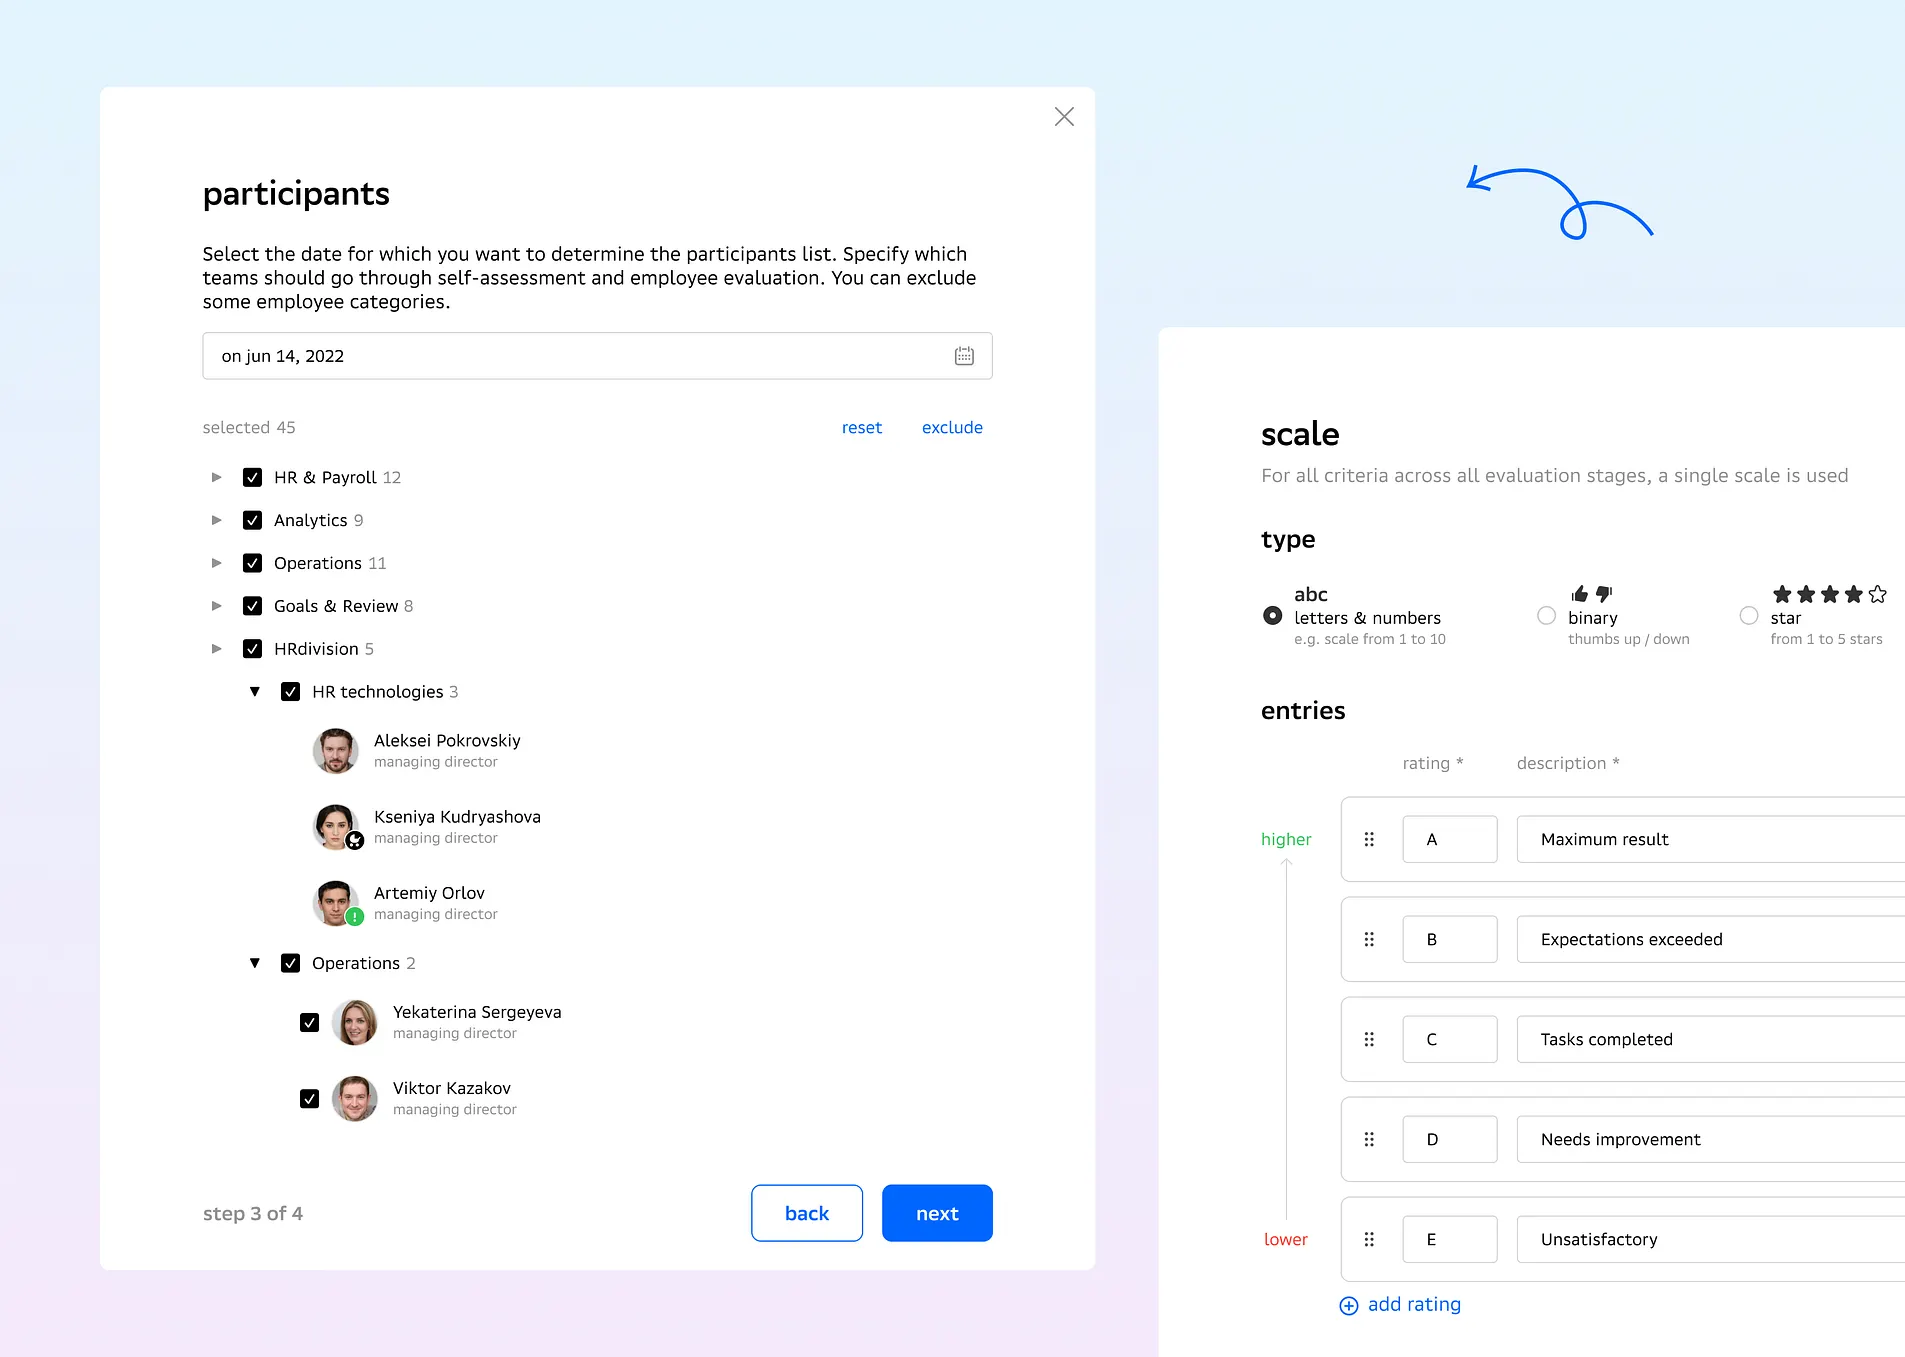 participants
Select the date for which you want to determine the participants list. Specify which
teams should go through self-assessment and employee evaluation. You can exclude
some employee categories.
on jun 14, 2022
selected 45
reset
exclude
HR & Payroll 12
Analytics 9
Operations 11
Goals & Review 8
HRdivision 5
HR technologies 3
Aleksei Pokrovskiy
managing director
Kseniya Kudryashova
managing director
Artemiy Orlov
managing director
Operations 2
Yekaterina Sergeyeva
managing director
Viktor Kazakov
managing director
step 3 of 4
back
next
scale
For all criteria across all evaluation stages, a single scale is used
type
abc
letters & numbers
e.g. scale from 1 to 10
binary
thumbs up / down
star
from 1 to 5 stars
entries
rating *
description *
higher
A
Maximum result
B
Expectations exceeded
C
Tasks completed
D
Needs improvement
lower
E
Unsatisfactory
add rating